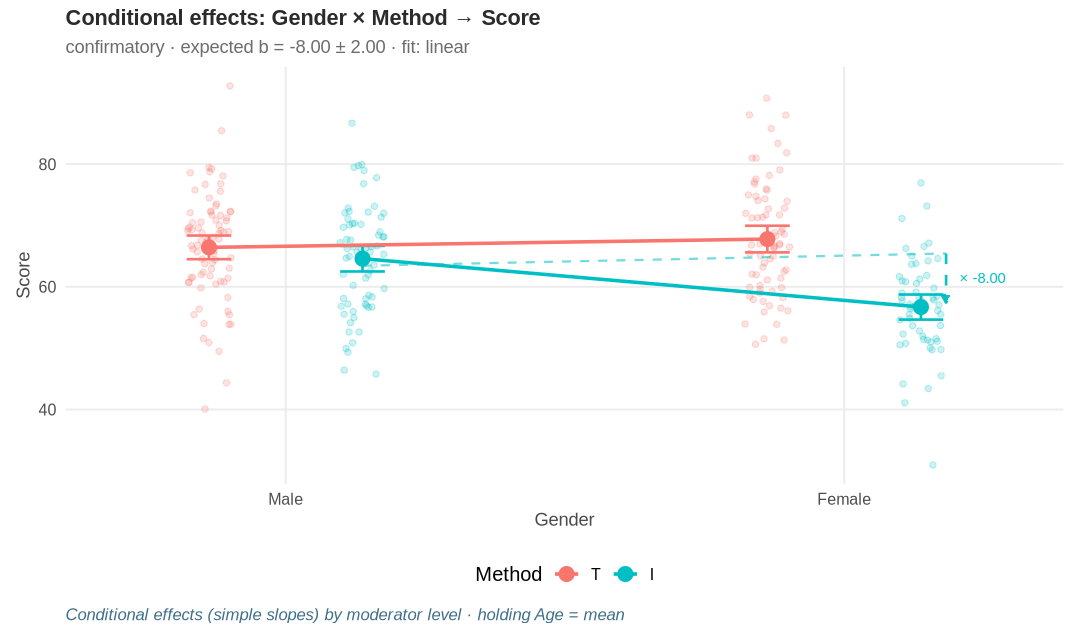 Conditional effects: Gender × Method → Score
confirmatory · expected b = -8.00 ± 2.00 · fit: linear
Score
80
60
40
× -8.00
Male
Female
Gender
Method
T
I
Conditional effects (simple slopes) by moderator level · holding Age = mean